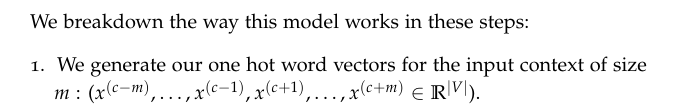 We breakdown the way this model works in these steps:
1. We generate our one hot word vectors for the input context of size
m : (x^(c−m), . . . , x^(c−1), x^(c+1), . . . , x^(c+m) ∈ ℝ^|V|).